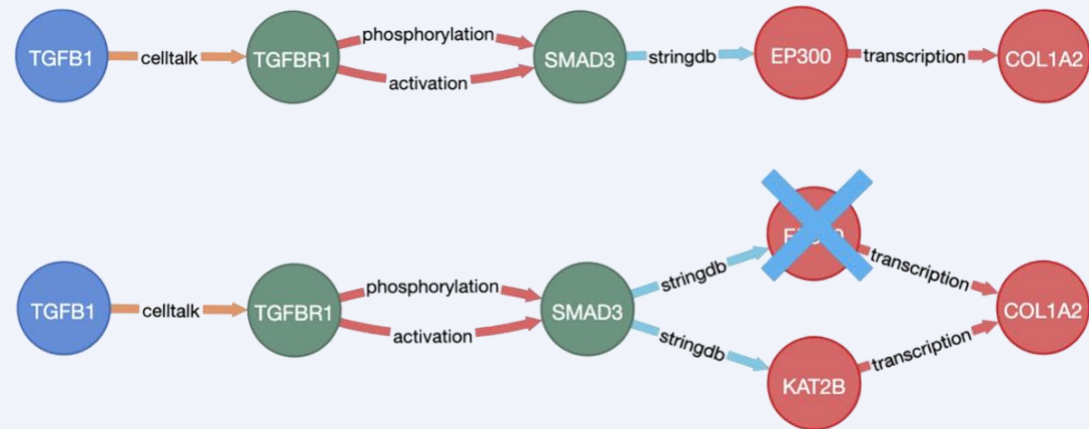 TGFB1
celltalk
TGFBR1
phosphorylation
activation
SMAD3
stringdb
EP300
transcription
COL1A2
TGFB1
celltalk
TGFBR1
phosphorylation
activation
SMAD3
stringdb
transcription
stringdb
KAT2B
transcription
COL1A2